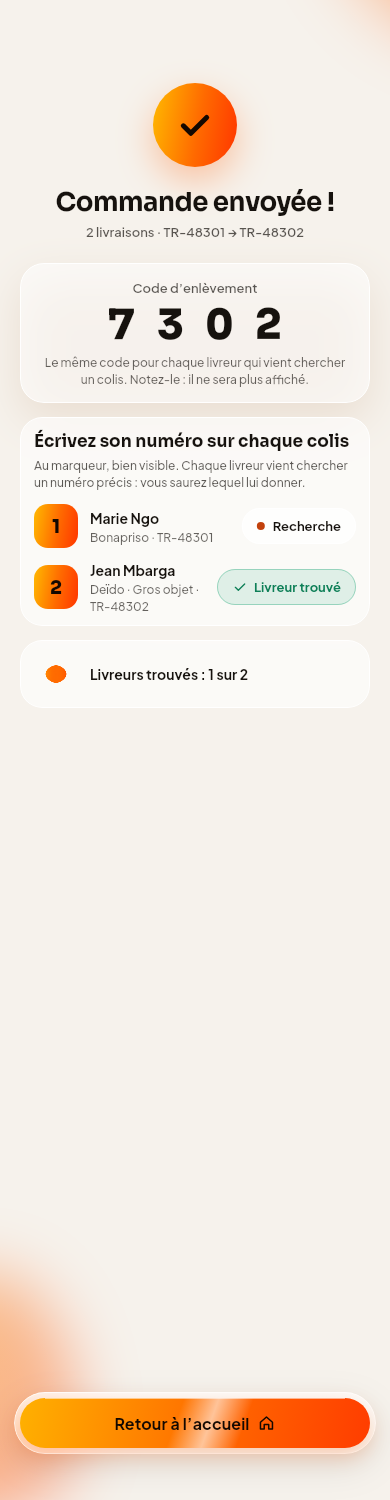 Commande envoyée !
2 livraisons · TR-48301 → TR-48302
Code d’enlèvement
7 3 0 2
Le même code pour chaque livreur qui vient chercher
un colis. Notez-le : il ne sera plus affiché.
Écrivez son numéro sur chaque colis
Au marqueur, bien visible. Chaque livreur vient chercher
un numéro précis : vous saurez lequel lui donner.
1
Marie Ngo
Bonapriso · TR-48301
Recherche
2
Jean Mbarga
Deïdo · Gros objet ·
TR-48302
Livreur trouvé
Livreurs trouvés : 1 sur 2
Retour à l’accueil